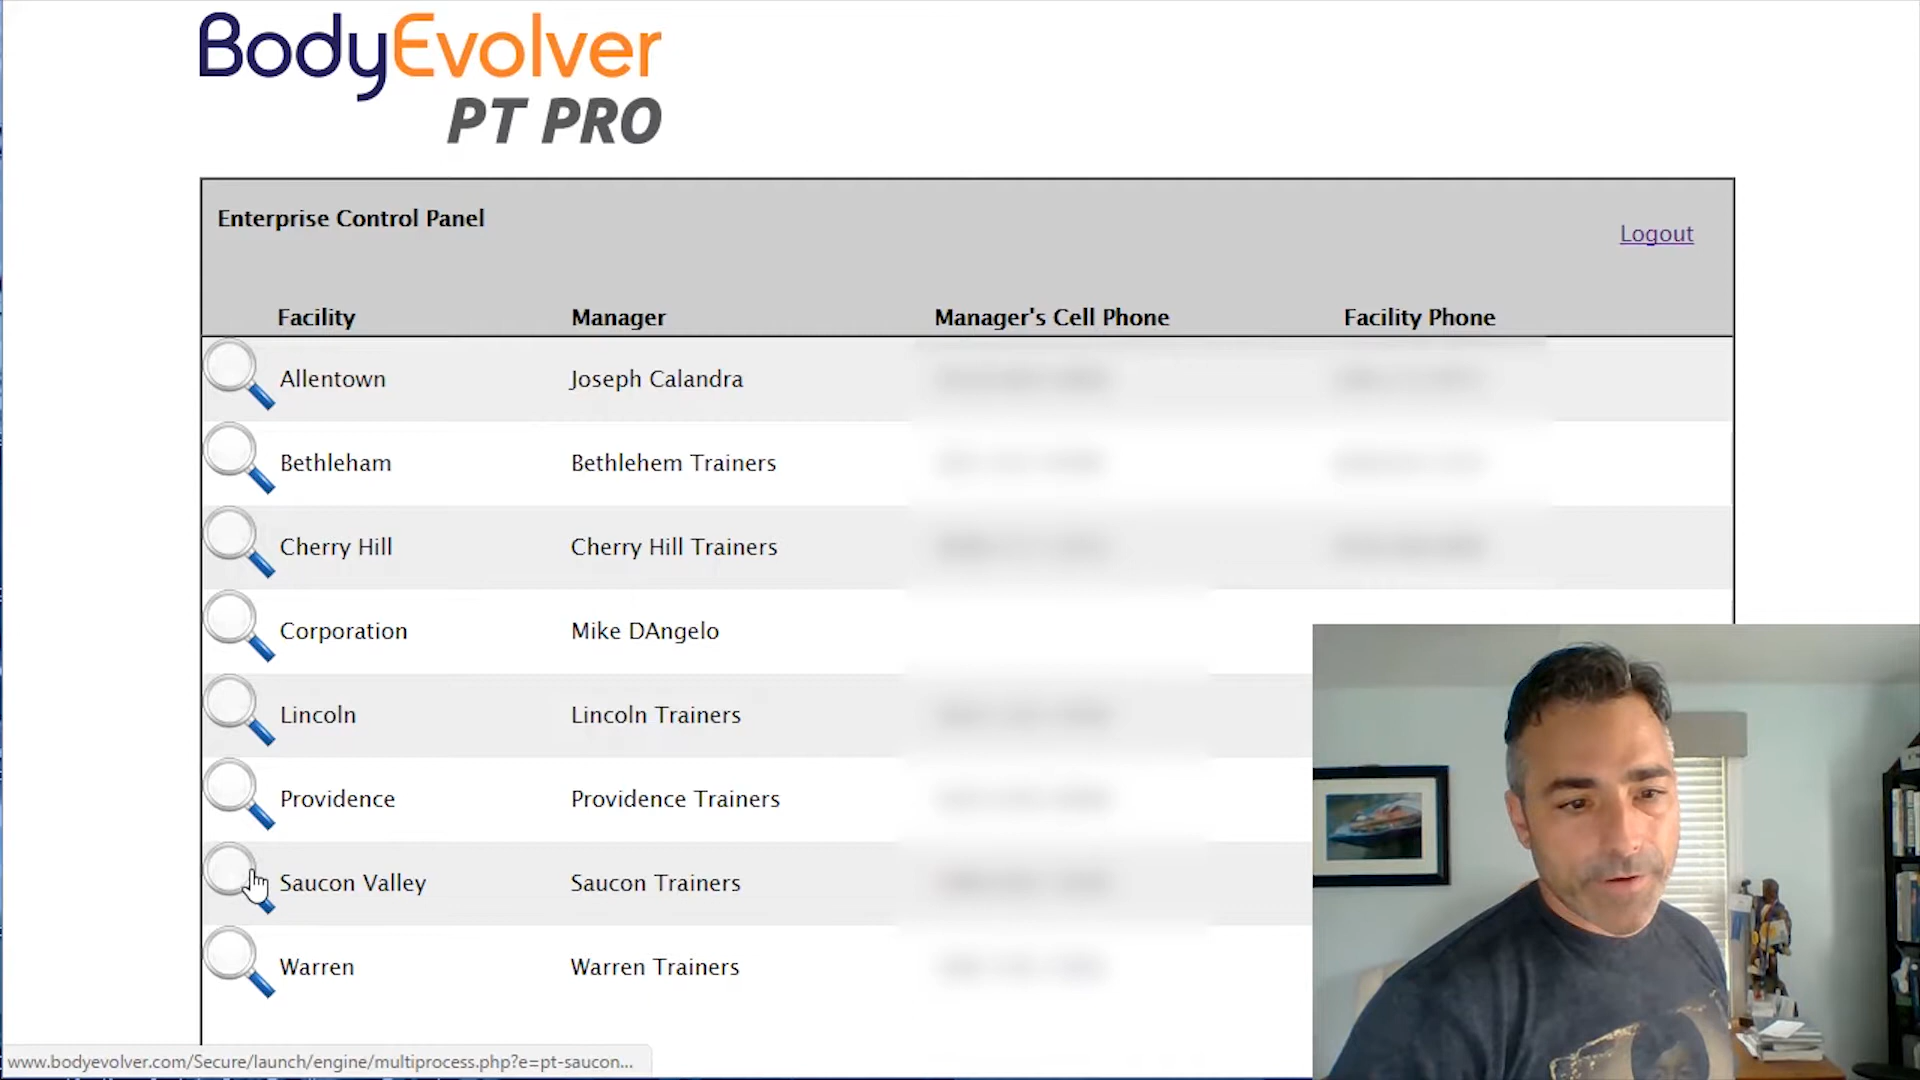 BodyEvolver
PT PRO
Enterprise Control Panel
Logout
Facility Manager Manager's Cell Phone Facility Phone
Allentown Joseph Calandra
Bethleham Bethlehem Trainers
Cherry Hill Cherry Hill Trainers
Corporation Mike DAngelo
Lincoln Lincoln Trainers
Providence Providence Trainers
Saucon Valley Saucon Trainers
Warren Warren Trainers
www.bodyevolver.com/Secure/launch/engine/multiprocess.php?e=pt-saucon...